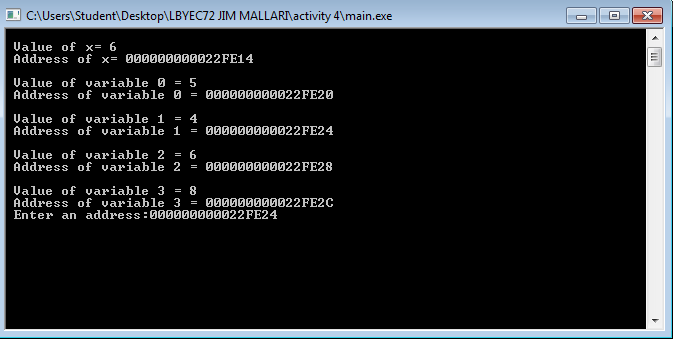 C:\Users\Student\Desktop\LBYEC72 JIM MALLARI\activity 4\main.exe
Value of x= 6
Address of x= 000000000022FE14
Value of variable 0 = 5
Address of variable 0 = 000000000022FE20
Value of variable 1 = 4
Address of variable 1 = 000000000022FE24
Value of variable 2 = 6
Address of variable 2 = 000000000022FE28
Value of variable 3 = 8
Address of variable 3 = 000000000022FE2C
Enter an address:000000000022FE24